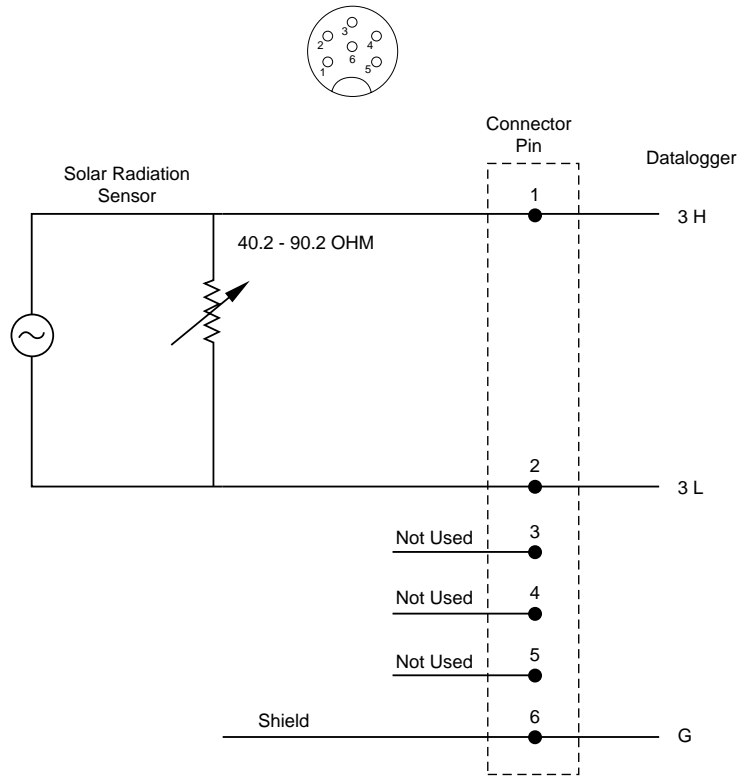 3
2 4
6
1 5
Connector
Pin
Datalogger
Solar Radiation
Sensor
1
3 H
40.2 - 90.2 OHM
2
3 L
3
Not Used
4
Not Used
5
Not Used
6
Shield
G